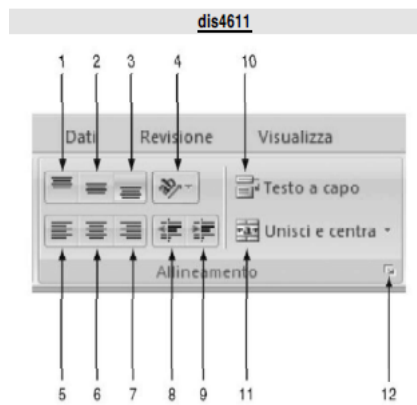 dis4611
1 2 3 4 10
Dati Revisione Visualizza
Testo a capo
Unisci e centra
Allineamento
5 6 7 8 9 11 12